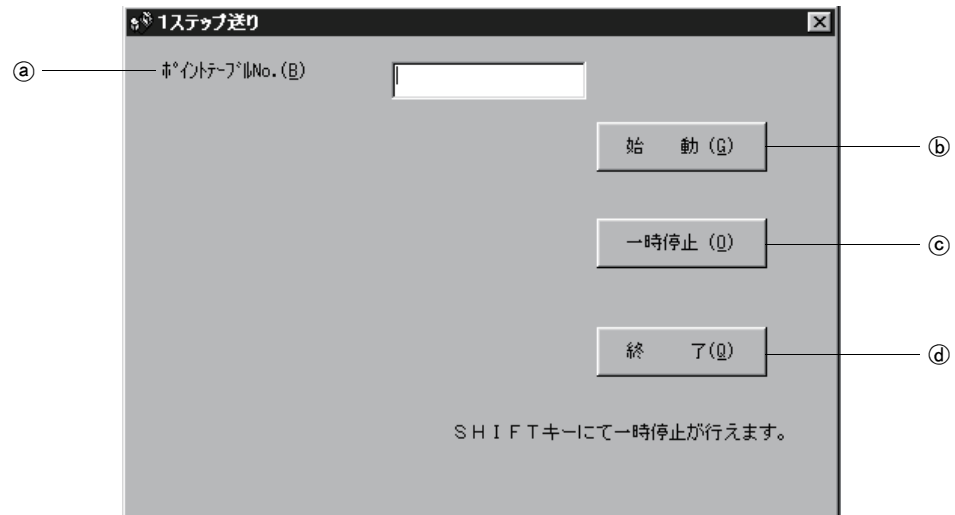 1ステップ送り
ⓐ ﾎﾟｲﾝﾄﾃｰﾌﾞﾙNo.(B)
始　動(G) ⓑ
一時停止(O) ⓒ
終　了(Q) ⓓ
ＳＨＩＦＴキーにて一時停止が行えます。